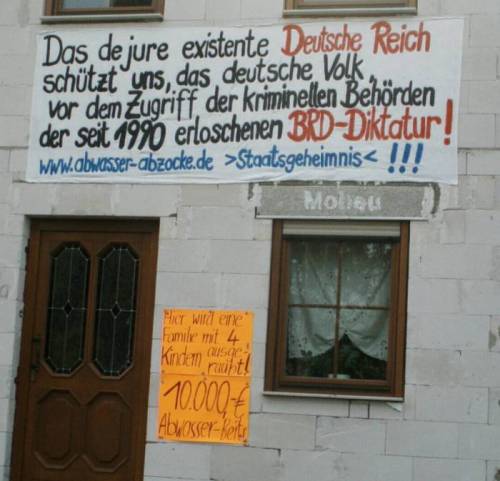 Das de jure existente Deutsche Reich
schützt uns, das deutsche Volk,
vor dem Zugriff der kriminellen Behörden
der seit 1990 erloschenen BRD-Diktatur!
www.abwasser-abzocke.de >Staatsgeheimnis< !!!
Hier wird eine
Familie mit 4
Kindern ausge-
raubt!
10.000,-€
Abwasser-Beitr